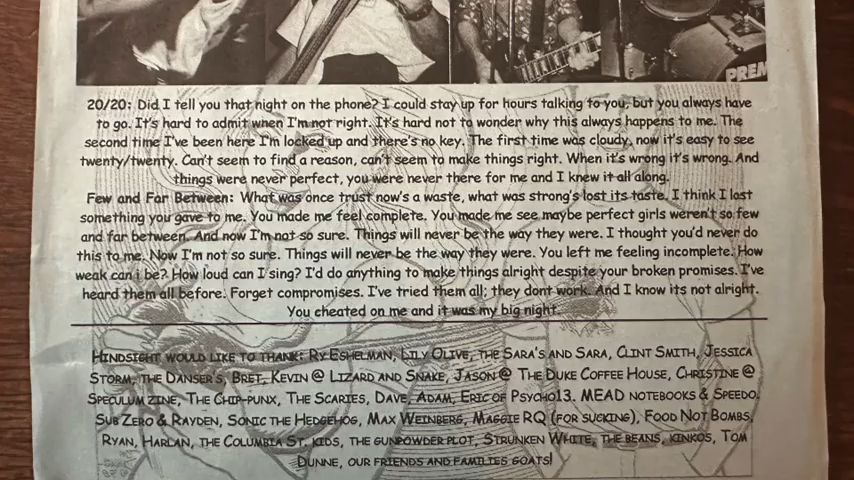 PREM
20/20: Did I tell you that night on the phone? I could stay up for hours talking to you, but you always have
to go. It's hard to admit when I'm not right. It's hard not to wonder why this always happens to me. The
second time I've been here I'm locked up and there's no key. The first time was cloudy, now it's easy to see
twenty/twenty. Can't seem to find a reason, can't seem to make things right. When it's wrong it's wrong. And
things were never perfect, you were never there for me and I knew it all along.
Few and Far Between: What was once trust now's a waste, what was strong's lost its taste. I think I lost
something you gave to me. You made me feel complete. You made me see maybe perfect girls weren't so few
and far between. And now I'm not so sure. Things will never be the way they were. I thought you'd never do
this to me. Now I'm not so sure. Things will never be the way they were. You left me feeling incomplete. How
weak can i be? How loud can I sing? I'd do anything to make things alright despite your broken promises. I've
heard them all before. Forget compromises. I've tried them all; they dont work. And I know its not alright.
You cheated on me and it was my big night.
HINDSIGHT WOULD LIKE TO THANK: RY ESHELMAN, LILY OLIVE, THE SARA'S AND SARA, CLINT SMITH, JESSICA
STORM, THE DANSER'S, BRET, KEVIN @ LIZARD AND SNAKE, JASON @ THE DUKE COFFEE HOUSE, CHRISTINE @
SPECULUM ZINE, THE CHIP-PUNX, THE SCARIES, DAVE, ADAM, ERIC OF PSYCHO13. MEAD NOTEBOOKS & SPEEDO.
SUB ZERO & RAYDEN, SONIC THE HEDGEHOG, MAX WEINBERG, MAGGIE RQ (FOR SUCKING), FOOD NOT BOMBS,
RYAN, HARLAN, THE COLUMBIA ST. KIDS, THE GUNPOWDER PLOT, STRUNKEN WHITE, THE BEANS, KINKOS, TOM
DUNNE, OUR FRIENDS AND FAMILIES GOATS!